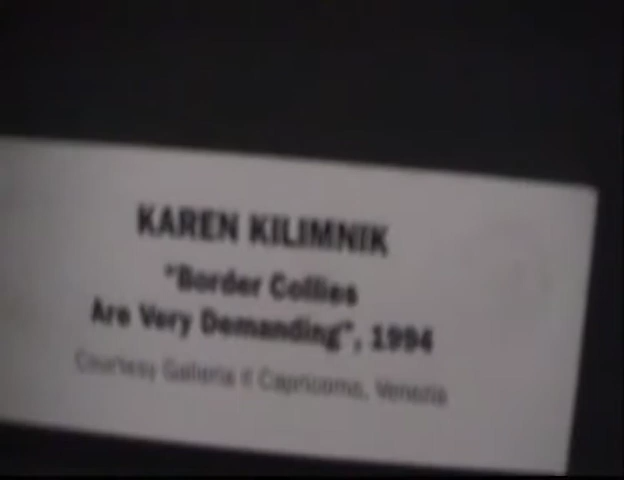 KAREN KILIMNIK
"Border Collies
Are Very Demanding", 1994
Courtesy Galleria il Capricorno, Venezia